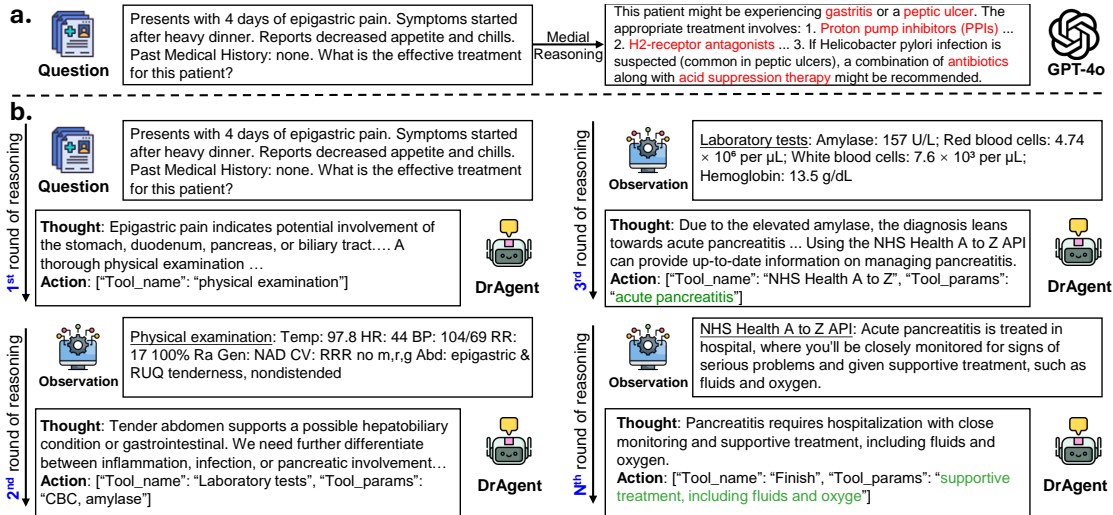 a.
Question
Presents with 4 days of epigastric pain. Symptoms started
after heavy dinner. Reports decreased appetite and chills.
Past Medical History: none. What is the effective treatment
for this patient?
Medial
Reasoning
This patient might be experiencing gastritis or a peptic ulcer. The
appropriate treatment involves: 1. Proton pump inhibitors (PPIs) ...
2. H2-receptor antagonists ... 3. If Helicobacter pylori infection is
suspected (common in peptic ulcers), a combination of antibiotics
along with acid suppression therapy might be recommended.
GPT-4o
b.
1st round of reasoning
Question
Presents with 4 days of epigastric pain. Symptoms started
after heavy dinner. Reports decreased appetite and chills.
Past Medical History: none. What is the effective treatment
for this patient?
Thought: Epigastric pain indicates potential involvement of
the stomach, duodenum, pancreas, or biliary tract.... A
thorough physical examination ...
Action: ["Tool_name": "physical examination"]
DrAgent
2nd round of reasoning
Observation
Physical examination: Temp: 97.8 HR: 44 BP: 104/69 RR:
17 100% Ra Gen: NAD CV: RRR no m,r,g Abd: epigastric &
RUQ tenderness, nondistended
Thought: Tender abdomen supports a possible hepatobiliary
condition or gastrointestinal. We need further differentiate
between inflammation, infection, or pancreatic involvement...
Action: ["Tool_name": "Laboratory tests", "Tool_params":
"CBC, amylase"]
DrAgent
3rd round of reasoning
Observation
Laboratory tests: Amylase: 157 U/L; Red blood cells: 4.74
× 10⁶ per µL; White blood cells: 7.6 × 10³ per µL;
Hemoglobin: 13.5 g/dL
Thought: Due to the elevated amylase, the diagnosis leans
towards acute pancreatitis ... Using the NHS Health A to Z API
can provide up-to-date information on managing pancreatitis.
Action: ["Tool_name": "NHS Health A to Z", "Tool_params":
"acute pancreatitis"]
DrAgent
Nth round of reasoning
Observation
NHS Health A to Z API: Acute pancreatitis is treated in
hospital, where you'll be closely monitored for signs of
serious problems and given supportive treatment, such as
fluids and oxygen.
Thought: Pancreatitis requires hospitalization with close
monitoring and supportive treatment, including fluids and
oxygen.
Action: ["Tool_name": "Finish", "Tool_params": "supportive
treatment, including fluids and oxyge"]
DrAgent